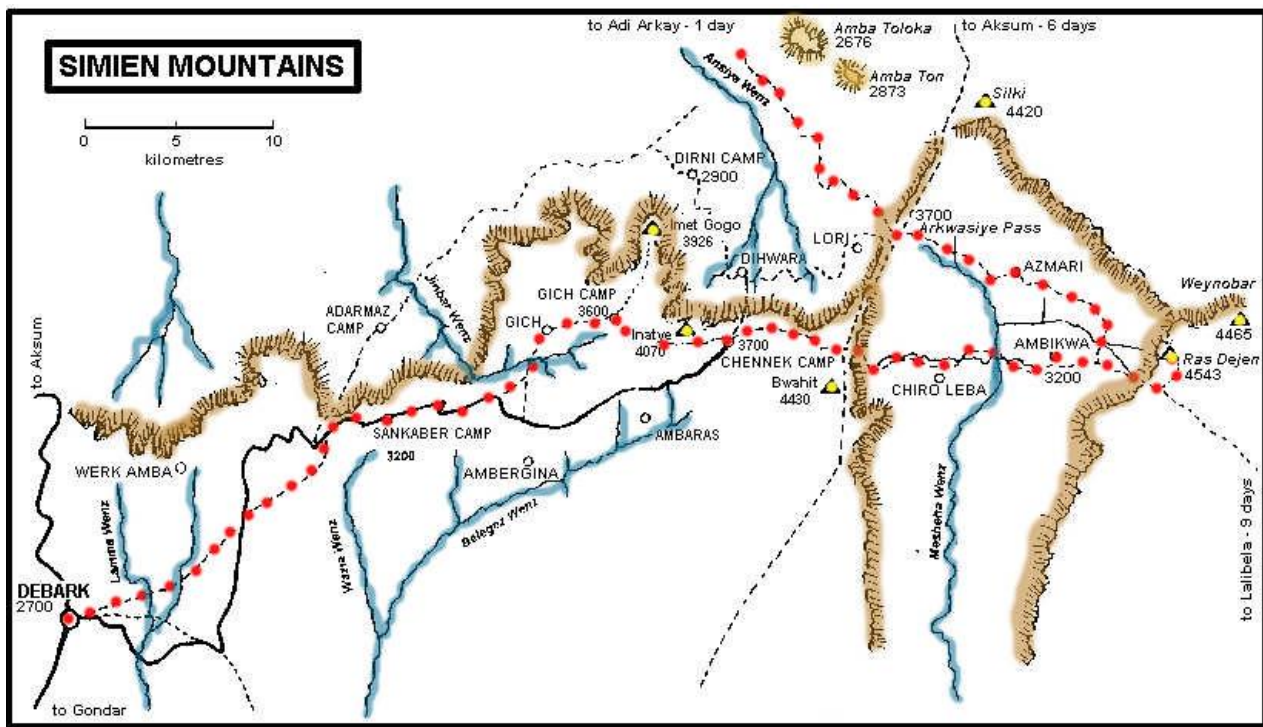 SIMIEN MOUNTAINS
0 5 10
kilometres
to Adi Arkay - 1 day
Amba Toloka
2676
to Aksum - 6 days
Amba Ton
2873
Silki
4420
Ansiya Wenz
DIRNI CAMP
2900
Imet Gogo
3926
3700
Arkwasiye Pass
LORI
DIHWARA
AZMARI
Weynobar
4465
Jinbar Wenz
ADARMAZ
CAMP
GICH CAMP
3600
GICH
Inatye
4070
3700
CHENNEK CAMP
Bwahit
4430
CHIRO LEBA
AMBIKWA
3200
Ras Dejen
4543
to Aksum
SANKABER CAMP
3200
AMBARAS
AMBERGINA
WERK AMBA
Lamma Wenz
Wazia Wenz
Belegez Wenz
Mesheha Wenz
DEBARK
2700
to Gondar
to Lalibela - 9 days